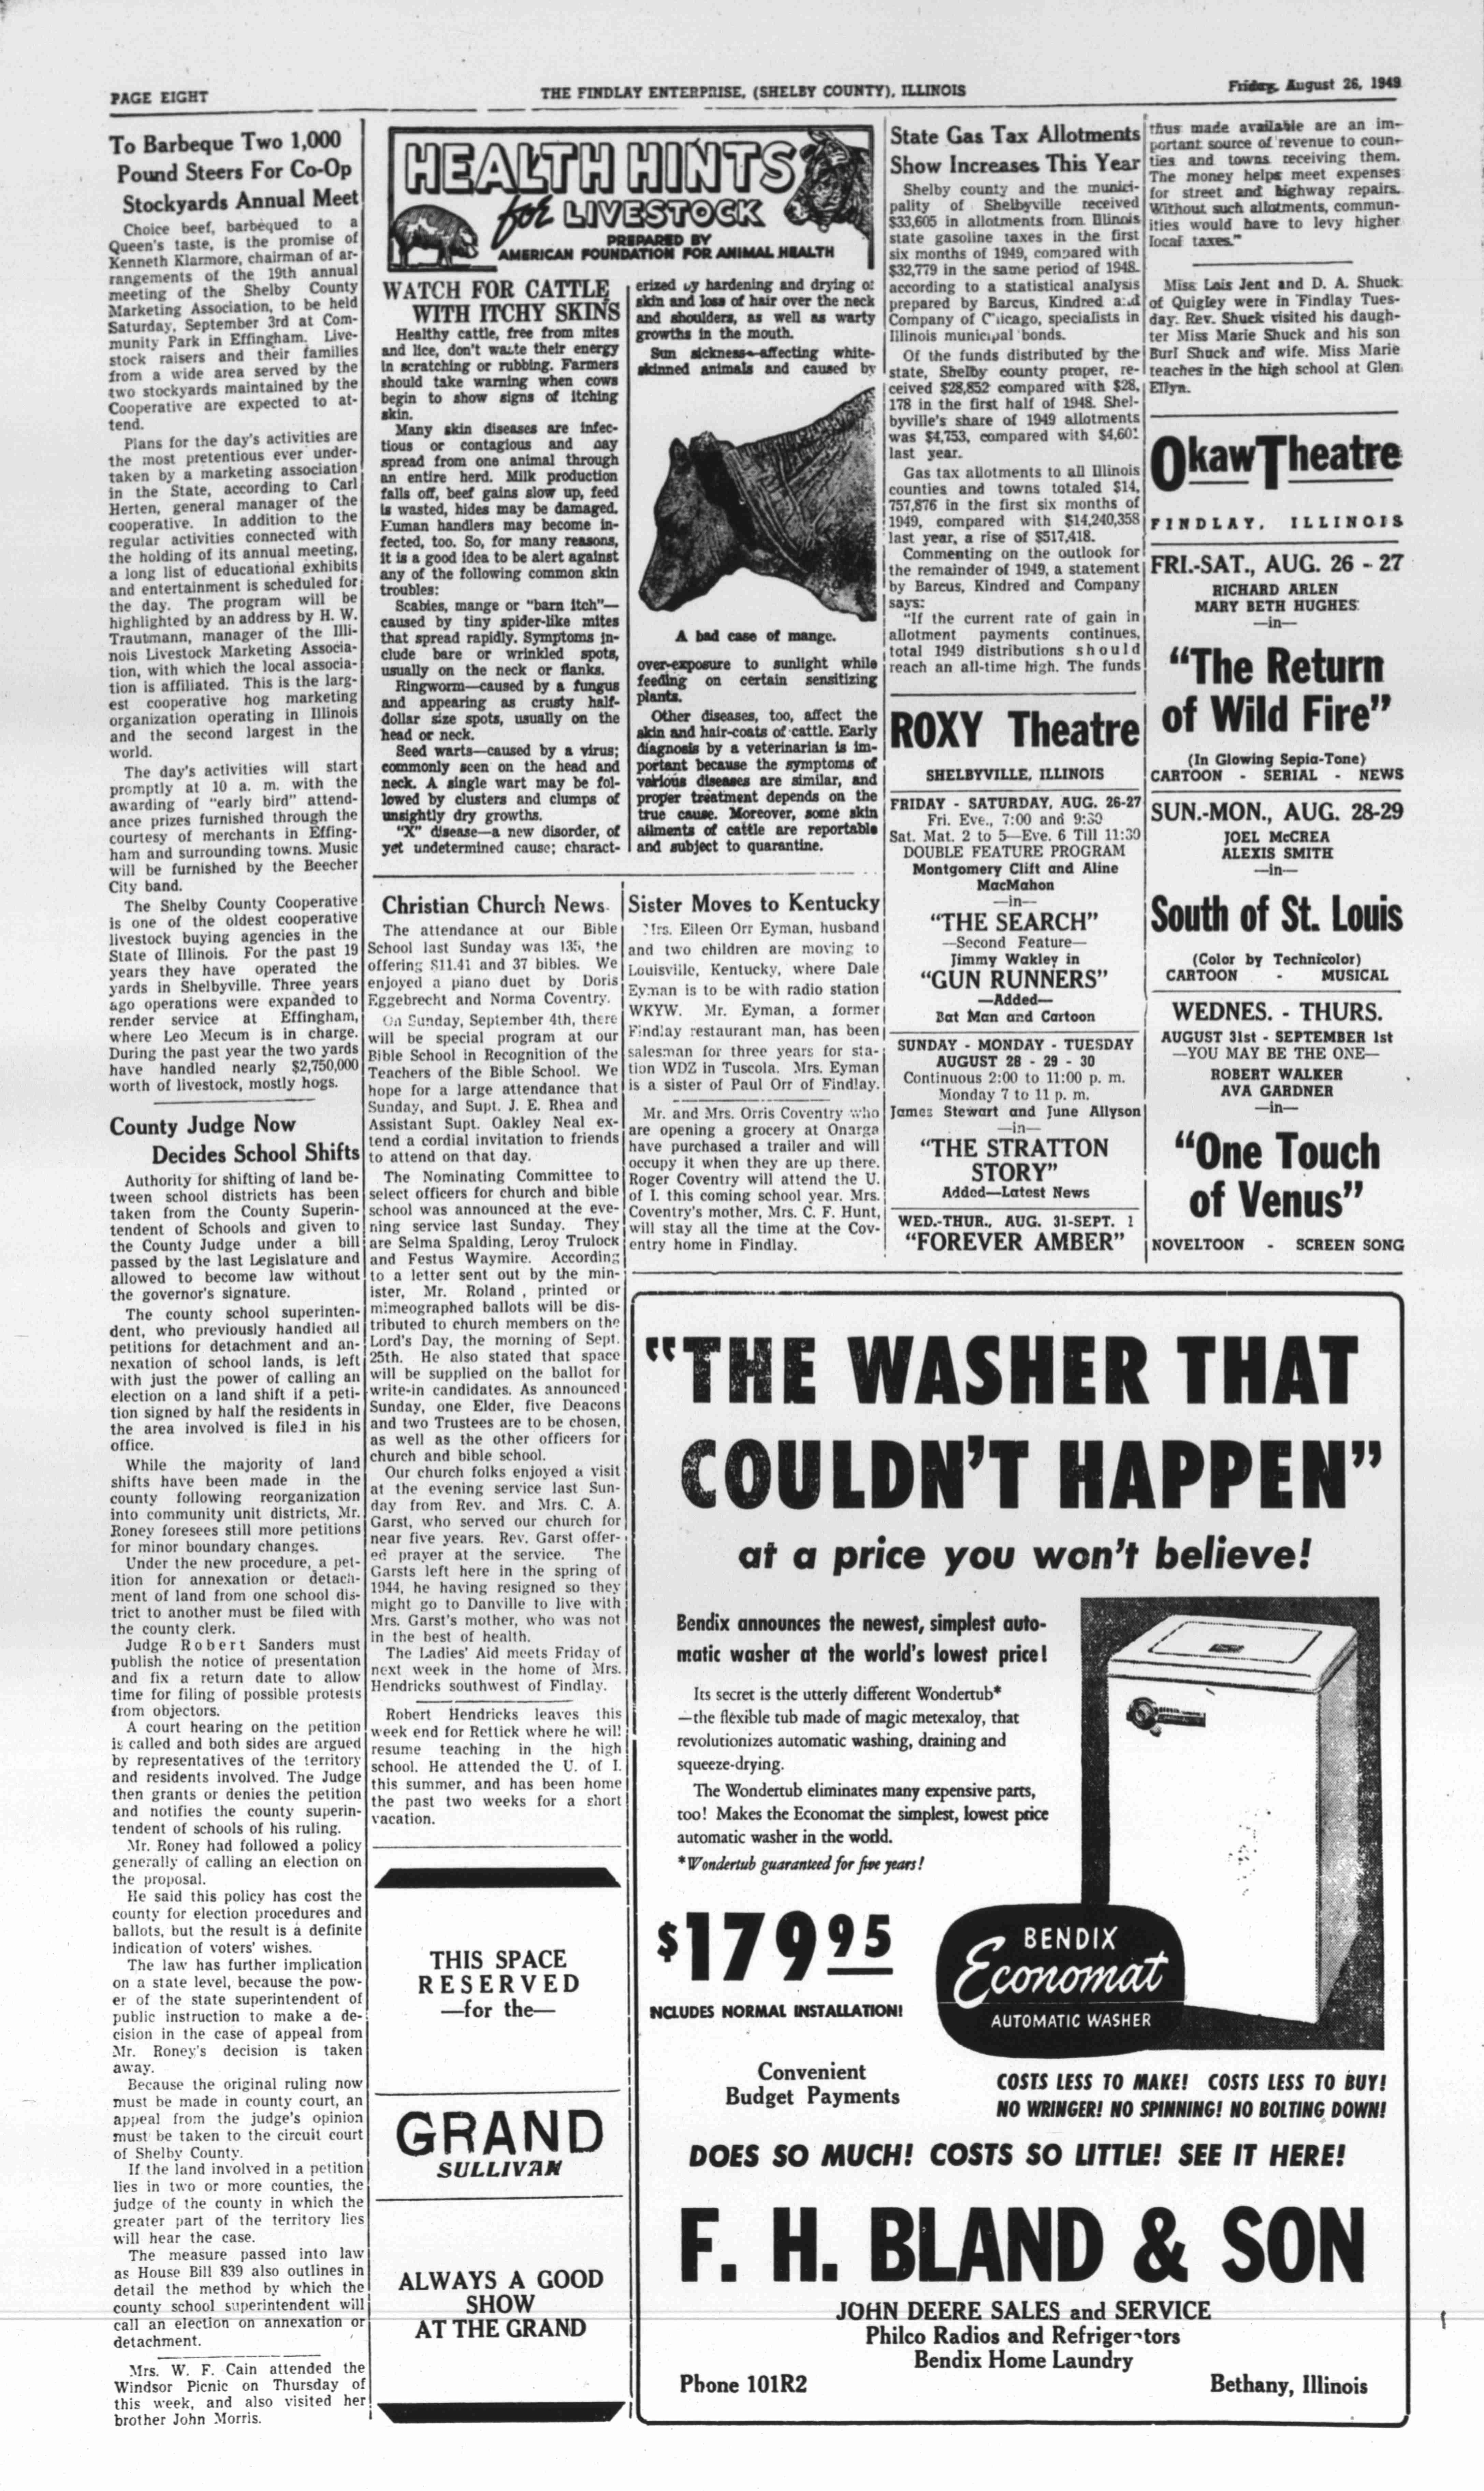 PAGE EIGHT
THE FINDLAY ENTERPRISE, (SHELBY COUNTY), ILLINOIS
Friday, August 26, 1949
To Barbeque Two 1,000
Pound Steers For Co-Op
Stockyards Annual Meet
Choice beef, barbequed to a
Queen's taste, is the promise of
Kenneth Klarmore, chairman of ar-
rangements of the 19th annual
meeting of the Shelby County
Marketing Association, to be held
Saturday, September 3rd at Com-
munity Park in Effingham. Live-
stock raisers and their families
from a wide area served by the
two stockyards maintained by the
Cooperative are expected to at-
tend.
Plans for the day's activities are
the most pretentious ever under-
taken by a marketing association
in the State, according to Carl
Herten, general manager of the
cooperative. In addition to the
regular activities connected with
the holding of its annual meeting,
a long list of educational exhibits
and entertainment is scheduled for
the day. The program will be
highlighted by an address by H. W.
Trautmann, manager of the Illi-
nois Livestock Marketing Associa-
tion, with which the local associa-
tion is affiliated. This is the larg-
est cooperative hog marketing
organization operating in Illinois
and the second largest in the
world.
The day's activities will start
promptly at 10 a. m. with the
awarding of "early bird" attend-
ance prizes furnished through the
courtesy of merchants in Effing-
ham and surrounding towns. Music
will be furnished by the Beecher
City band.
The Shelby County Cooperative
is one of the oldest cooperative
livestock buying agencies in the
State of Illinois. For the past 19
years they have operated the
yards in Shelbyville. Three years
ago operations were expanded to
render service at Effingham,
where Leo Mecum is in charge.
During the past year the two yards
have handled nearly $2,750,000
worth of livestock, mostly hogs.
County Judge Now
Decides School Shifts
Authority for shifting of land be-
tween school districts has been
taken from the County Superin-
tendent of Schools and given to
the County Judge under a bill
passed by the last Legislature and
allowed to become law without
the governor's signature.
The county school superinten-
dent, who previously handled all
petitions for detachment and an-
nexation of school lands, is left
with just the power of calling an
election on a land shift if a peti-
tion signed by half the residents in
the area involved is filed in his
office.
While the majority of land
shifts have been made in the
county following reorganization
into community unit districts, Mr.
Roney foresees still more petitions
for minor boundary changes.
Under the new procedure, a pet-
ition for annexation or detach-
ment of land from one school dis-
trict to another must be filed with
the county clerk.
Judge Robert Sanders must
publish the notice of presentation
and fix a return date to allow
time for filing of possible protests
from objectors.
A court hearing on the petition
is called and both sides are argued
by representatives of the territory
and residents involved. The Judge
then grants or denies the petition
and notifies the county superin-
tendent of schools of his ruling.
Mr. Roney had followed a policy
generally of calling an election on
the proposal.
He said this policy has cost the
county for election procedures and
ballots, but the result is a definite
indication of voters' wishes.
The law has further implication
on a state level, because the pow-
er of the state superintendent of
public instruction to make a de-
cision in the case of appeal from
Mr. Roney's decision is taken
away.
Because the original ruling now
must be made in county court, an
appeal from the judge's opinion
must be taken to the circuit court
of Shelby County.
If the land involved in a petition
lies in two or more counties, the
judge of the county in which the
greater part of the territory lies
will hear the case.
The measure passed into law
as House Bill 839 also outlines in
detail the method by which the
county school superintendent will
call an election on annexation or
detachment.
Mrs. W. F. Cain attended the
Windsor Picnic on Thursday of
this week, and also visited her
brother John Morris.
HEALTH HINTS
for LIVESTOCK
PREPARED BY
AMERICAN FOUNDATION FOR ANIMAL HEALTH
WATCH FOR CATTLE
WITH ITCHY SKINS
Healthy cattle, free from mites
and lice, don't waste their energy
in scratching or rubbing. Farmers
should take warning when cows
begin to show signs of itching
skin.
Many skin diseases are infec-
tious or contagious and may
spread from one animal through
an entire herd. Milk production
falls off, beef gains slow up, feed
is wasted, hides may be damaged.
Human handlers may become in-
fected, too. So, for many reasons,
it is a good idea to be alert against
any of the following common skin
troubles:
Scabies, mange or "barn itch"—
caused by tiny spider-like mites
that spread rapidly. Symptoms in-
clude bare or wrinkled spots,
usually on the neck or flanks.
Ringworm—caused by a fungus
and appearing as crusty half-
dollar size spots, usually on the
head or neck.
Seed warts—caused by a virus;
commonly seen on the head and
neck. A single wart may be fol-
lowed by clusters and clumps of
unsightly dry growths.
"X" disease—a new disorder, of
yet undetermined cause; charact-
erized by hardening and drying of
skin and loss of hair over the neck
and shoulders, as well as warty
growths in the mouth.
Sun sickness—affecting white-
skinned animals and caused by
A bad case of mange.
over-exposure to sunlight while
feeding on certain sensitizing
plants.
Other diseases, too, affect the
skin and hair-coats of cattle. Early
diagnosis by a veterinarian is im-
portant because the symptoms of
various diseases are similar, and
proper treatment depends on the
true cause. Moreover, some skin
ailments of cattle are reportable
and subject to quarantine.
Christian Church News
The attendance at our Bible
School last Sunday was 135, the
offering $11.41 and 37 bibles. We
enjoyed a piano duet by Doris
Eggebrecht and Norma Coventry.
On Sunday, September 4th, there
will be special program at our
Bible School in Recognition of the
Teachers of the Bible School. We
hope for a large attendance that
Sunday, and Supt. J. E. Rhea and
Assistant Supt. Oakley Neal ex-
tend a cordial invitation to friends
to attend on that day.
The Nominating Committee to
select officers for church and bible
school was announced at the eve-
ning service last Sunday. They
are Selma Spalding, Leroy Trulock
and Festus Waymire. According
to a letter sent out by the min-
ister, Mr. Roland , printed or
mimeographed ballots will be dis-
tributed to church members on the
Lord's Day, the morning of Sept.
25th. He also stated that space
will be supplied on the ballot for
write-in candidates. As announced
Sunday, one Elder, five Deacons
and two Trustees are to be chosen,
as well as the other officers for
church and bible school.
Our church folks enjoyed a visit
at the evening service last Sun-
day from Rev. and Mrs. C. A.
Garst, who served our church for
near five years. Rev. Garst offer-
ed prayer at the service. The
Garsts left here in the spring of
1944, he having resigned so they
might go to Danville to live with
Mrs. Garst's mother, who was not
in the best of health.
The Ladies' Aid meets Friday of
next week in the home of Mrs.
Hendricks southwest of Findlay.
Robert Hendricks leaves this
week end for Rettick where he will
resume teaching in the high
school. He attended the U. of I.
this summer, and has been home
the past two weeks for a short
vacation.
THIS SPACE
RESERVED
—for the—
GRAND
SULLIVAN
ALWAYS A GOOD
SHOW
AT THE GRAND
Sister Moves to Kentucky
Mrs. Eileen Orr Eyman, husband
and two children are moving to
Louisville, Kentucky, where Dale
Eyman is to be with radio station
WKYW. Mr. Eyman, a former
Findlay restaurant man, has been
salesman for three years for sta-
tion WDZ in Tuscola. Mrs. Eyman
is a sister of Paul Orr of Findlay.
Mr. and Mrs. Orris Coventry who
are opening a grocery at Onarga
have purchased a trailer and will
occupy it when they are up there.
Roger Coventry will attend the U.
of I. this coming school year. Mrs.
Coventry's mother, Mrs. C. F. Hunt,
will stay all the time at the Cov-
entry home in Findlay.
State Gas Tax Allotments
Show Increases This Year
Shelby county and the munici-
pality of Shelbyville received
$33,605 in allotments from Illinois
state gasoline taxes in the first
six months of 1949, compared with
$32,779 in the same period of 1948.
according to a statistical analysis
prepared by Barcus, Kindred and
Company of Chicago, specialists in
Illinois municipal bonds.
Of the funds distributed by the
state, Shelby county proper, re-
ceived $28,852 compared with $28,
178 in the first half of 1948. Shel-
byville's share of 1949 allotments
was $4,753, compared with $4,601
last year.
Gas tax allotments to all Illinois
counties and towns totaled $14,
757,876 in the first six months of
1949, compared with $14,240,358
last year, a rise of $517,418.
Commenting on the outlook for
the remainder of 1949, a statement
by Barcus, Kindred and Company
says:
"If the current rate of gain in
allotment payments continues,
total 1949 distributions should
reach an all-time high. The funds
thus made available are an im-
portant source of revenue to coun-
ties and towns receiving them.
The money helps meet expenses
for street and highway repairs.
Without such allotments, commun-
ities would have to levy higher
local taxes."
Miss Lois Jent and D. A. Shuck
of Quigley were in Findlay Tues-
day. Rev. Shuck visited his daugh-
ter Miss Marie Shuck and his son
Burl Shuck and wife. Miss Marie
teaches in the high school at Glen
Ellyn.
ROXY Theatre
SHELBYVILLE, ILLINOIS
FRIDAY - SATURDAY, AUG. 26-27
Fri. Eve., 7:00 and 9:30
Sat. Mat. 2 to 5—Eve. 6 Till 11:30
DOUBLE FEATURE PROGRAM
Montgomery Clift and Aline
MacMahon
—in—
"THE SEARCH"
—Second Feature—
Jimmy Wakley in
"GUN RUNNERS"
—Added—
Bat Man and Cartoon
SUNDAY - MONDAY - TUESDAY
AUGUST 28 - 29 - 30
Continuous 2:00 to 11:00 p. m.
Monday 7 to 11 p. m.
James Stewart and June Allyson
—in—
"THE STRATTON
STORY"
Added—Latest News
WED.-THUR., AUG. 31-SEPT. 1
"FOREVER AMBER"
Okaw Theatre
FINDLAY, ILLINOIS
FRI.-SAT., AUG. 26 - 27
RICHARD ARLEN
MARY BETH HUGHES
—in—
"The Return
of Wild Fire"
(In Glowing Sepia-Tone)
CARTOON - SERIAL - NEWS
SUN.-MON., AUG. 28-29
JOEL McCREA
ALEXIS SMITH
—in—
South of St. Louis
(Color by Technicolor)
CARTOON - MUSICAL
WEDNES. - THURS.
AUGUST 31st - SEPTEMBER 1st
—YOU MAY BE THE ONE—
ROBERT WALKER
AVA GARDNER
—in—
"One Touch
of Venus"
NOVELTOON - SCREEN SONG
"THE WASHER THAT
COULDN'T HAPPEN"
at a price you won't believe!
Bendix announces the newest, simplest auto-
matic washer at the world's lowest price!
Its secret is the utterly different Wondertub*
—the flexible tub made of magic metexaloy, that
revolutionizes automatic washing, draining and
squeeze-drying.
The Wondertub eliminates many expensive parts,
too! Makes the Economat the simplest, lowest price
automatic washer in the world.
*Wondertub guaranteed for five years!
$179 95
NCLUDES NORMAL INSTALLATION!
BENDIX
Economat
AUTOMATIC WASHER
Convenient
Budget Payments
COSTS LESS TO MAKE! COSTS LESS TO BUY!
NO WRINGER! NO SPINNING! NO BOLTING DOWN!
DOES SO MUCH! COSTS SO LITTLE! SEE IT HERE!
F. H. BLAND & SON
JOHN DEERE SALES and SERVICE
Philco Radios and Refrigerators
Bendix Home Laundry
Phone 101R2
Bethany, Illinois